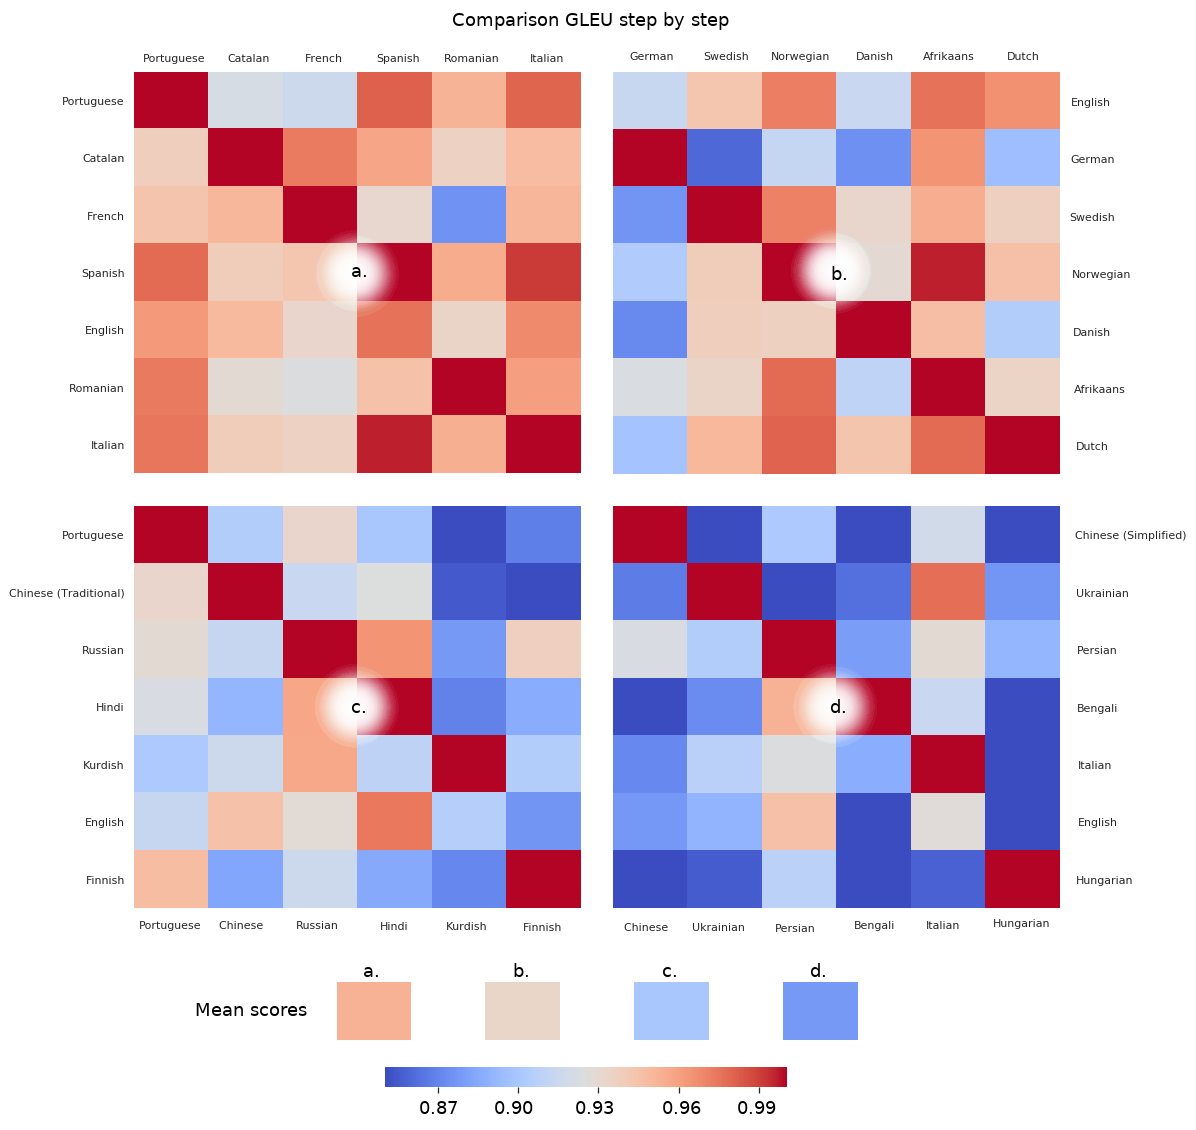 Comparison GLEU step by step
Portuguese Catalan French Spanish Romanian Italian
German Swedish Norwegian Danish Afrikaans Dutch
Portuguese
Catalan
French
Spanish
English
Romanian
Italian
a.
English
German
Swedish
Norwegian
Danish
Afrikaans
Dutch
b.
Portuguese
Chinese (Traditional)
Russian
Hindi
Kurdish
English
Finnish
c.
Chinese (Simplified)
Ukrainian
Persian
Bengali
Italian
English
Hungarian
d.
Portuguese Chinese Russian Hindi Kurdish Finnish
Chinese Ukrainian Persian Bengali Italian Hungarian
a. b. c. d.
Mean scores
0.87 0.90 0.93 0.96 0.99